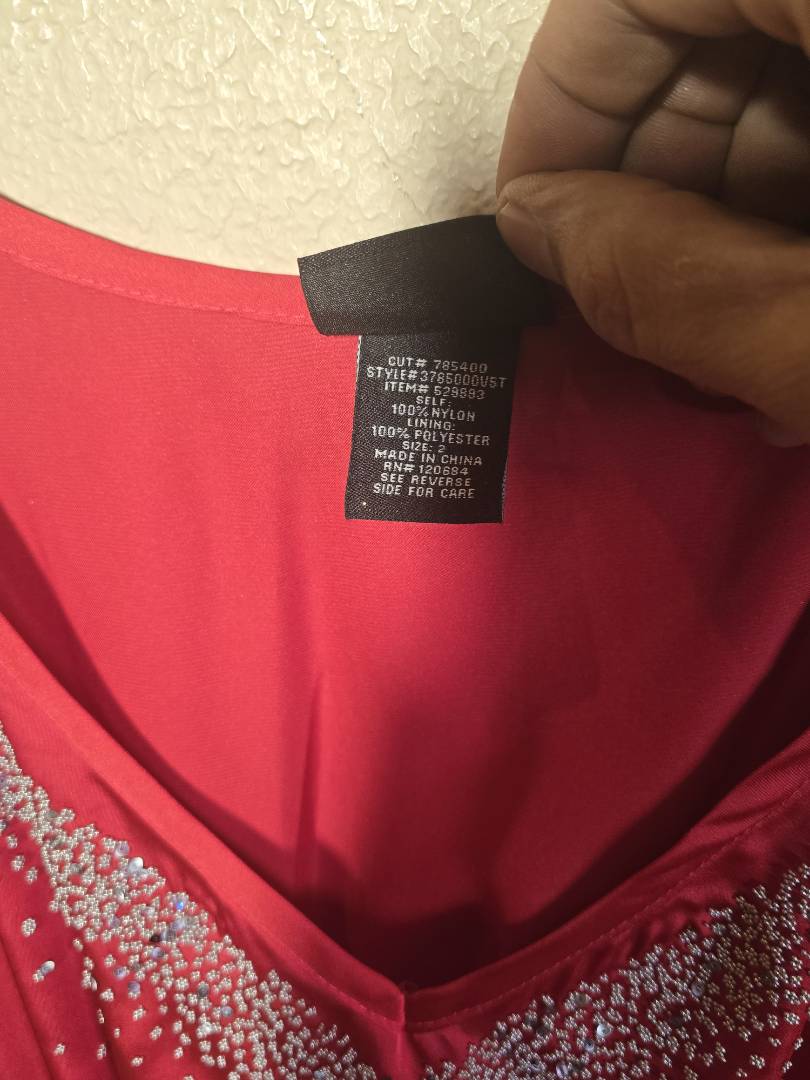 CUT# 785400
STYLE#3785000V5T
ITEM# 529893
SELF:
100% NYLON
LINING:
100% POLYESTER
SIZE: 2
MADE IN CHINA
RN# 120684
SEE REVERSE
SIDE FOR CARE